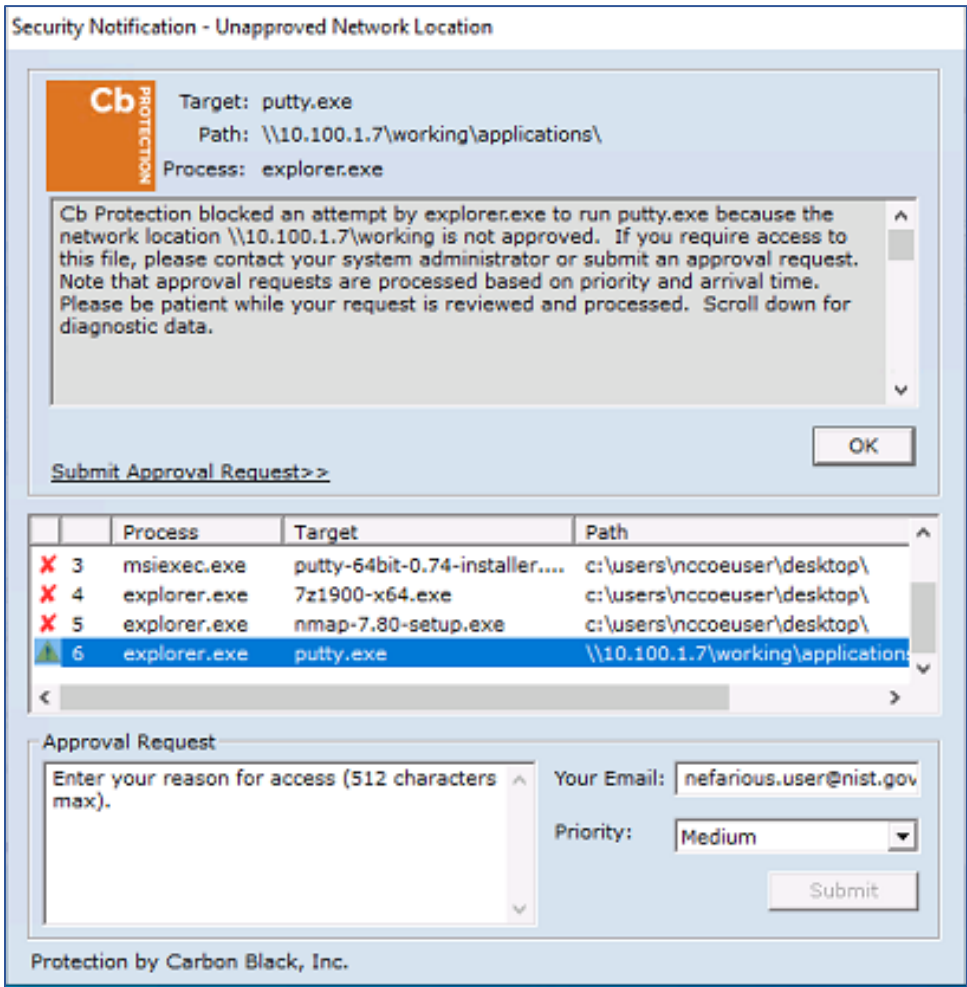 Security Notification - Unapproved Network Location
Cb PROTECTION
Target: putty.exe
Path: \\10.100.1.7\working\applications\
Process: explorer.exe
Cb Protection blocked an attempt by explorer.exe to run putty.exe because the
network location \\10.100.1.7\working is not approved. If you require access to
this file, please contact your system administrator or submit an approval request.
Note that approval requests are processed based on priority and arrival time.
Please be patient while your request is reviewed and processed. Scroll down for
diagnostic data.
OK
Submit Approval Request>>
Process Target Path
3 msiexec.exe putty-64bit-0.74-installer.... c:\users\nccoeuser\desktop\
4 explorer.exe 7z1900-x64.exe c:\users\nccoeuser\desktop\
5 explorer.exe nmap-7.80-setup.exe c:\users\nccoeuser\desktop\
6 explorer.exe putty.exe \\10.100.1.7\working\applications
Approval Request
Enter your reason for access (512 characters
max).
Your Email: nefarious.user@nist.gov
Priority: Medium
Submit
Protection by Carbon Black, Inc.